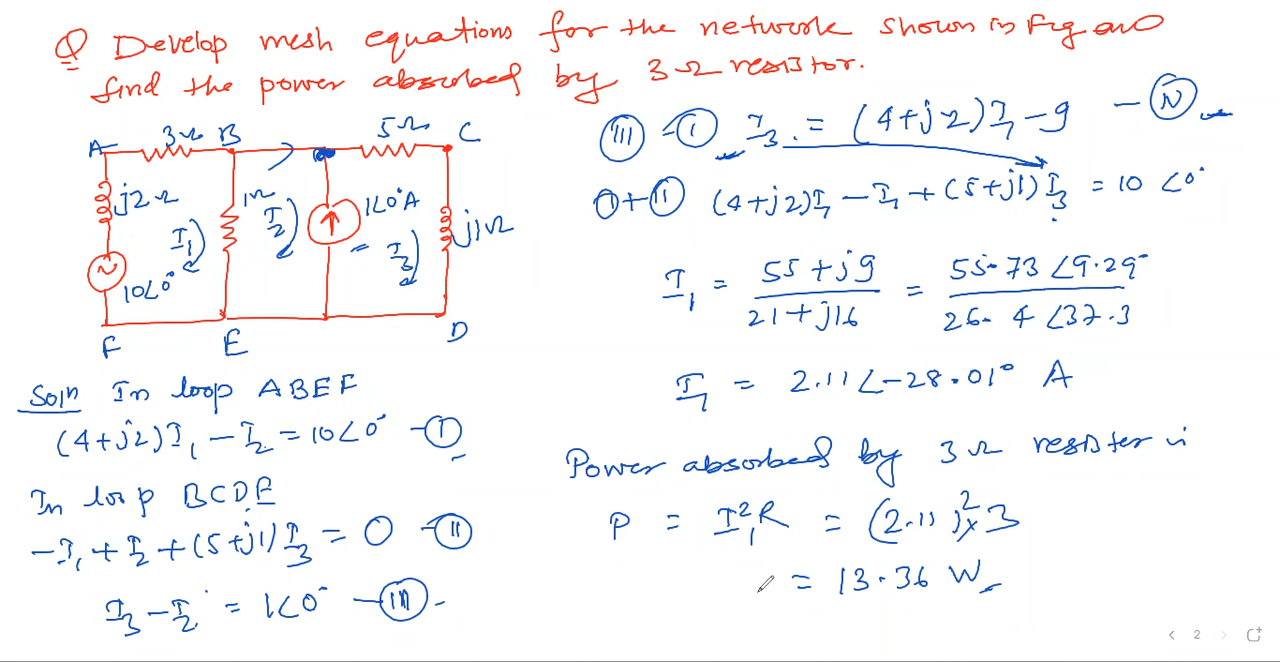 Q Develop mesh equations for the network shown in Fig and
find the power absorbed by 3Ω resistor.
A 3Ω B 5Ω C
j2Ω 1Ω 1∠0° A j1Ω
I₁ I₂ I₃
10∠0°
F E D
Soln In loop ABEF
(4+j2)I₁ - I₂ = 10∠0° - (I)
In loop BCDE
-I₁ + I₂ + (5+j1)I₃ = 0 - (II)
I₃ - I₂ = 1∠0° - (III)
(III) - (I) I₃ = (4+j2)I₁ - 9 - (IV)
(I) + (II) (4+j2)I₁ - I₁ + (5+j1)I₃ = 10∠0°
I₁ = 55+j9 / 21+j16 = 55.73∠9.29° / 26.4∠37.3
I₁ = 2.11∠-28.01° A
Power absorbed by 3Ω resister is
P = I₁²R = (2.11)² × 3
= 13.36 W
2